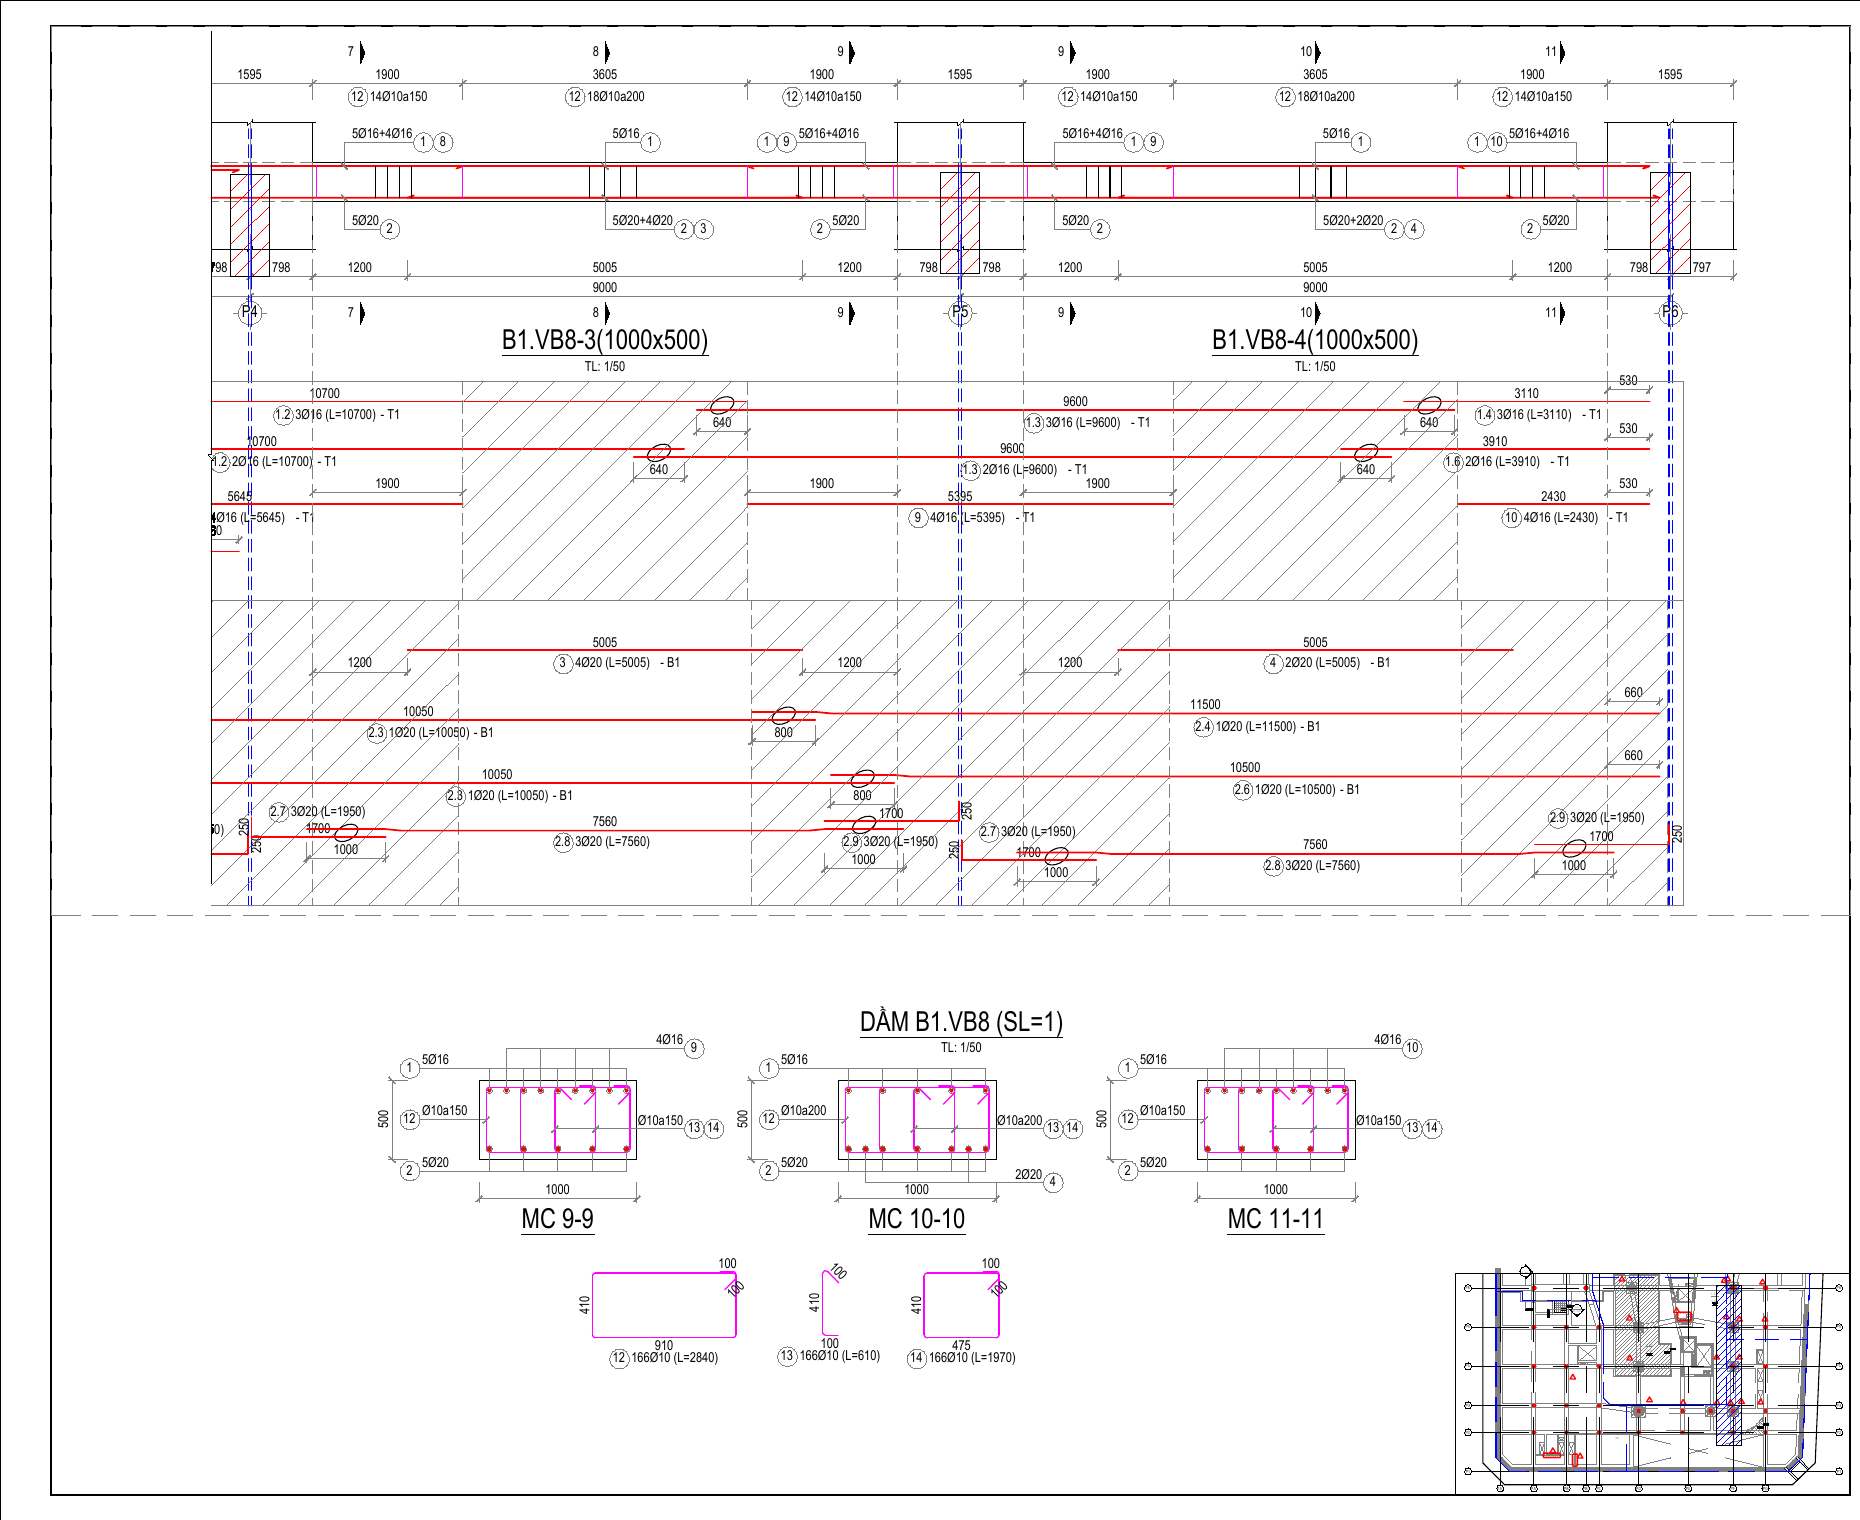 7 8 9 9 10 11
1595 1900 3605 1900 1595 1900 3605 1900 1595
12 14Ø10a150 12 18Ø10a200 12 14Ø10a150 12 14Ø10a150 12 18Ø10a200 12 14Ø10a150
5Ø16+4Ø16 1 8 5Ø16 1 1 9 5Ø16+4Ø16 5Ø16+4Ø16 1 9 5Ø16 1 1 10 5Ø16+4Ø16
5Ø20 2 5Ø20+4Ø20 2 3 2 5Ø20 5Ø20 2 5Ø20+2Ø20 2 4 2 5Ø20
798 798 1200 5005 1200 798 798 1200 5005 1200 798 797
9000 9000
P4 7 8 9 P5 9 10 11 P6
B1.VB8-3(1000x500) B1.VB8-4(1000x500)
TL: 1/50 TL: 1/50
10700 9600 3110 530
1.2 3Ø16 (L=10700) - T1 640 1.3 3Ø16 (L=9600) - T1 640 1.4 3Ø16 (L=3110) - T1
10700 9600 3910 530
1.2 2Ø16 (L=10700) - T1 640 1.3 2Ø16 (L=9600) - T1 640 1.6 2Ø16 (L=3910) - T1
5645 1900 1900 5395 1900 2430 530
4Ø16 (L=5645) - T1 9 4Ø16 (L=5395) - T1 10 4Ø16 (L=2430) - T1
5005 5005
1200 3 4Ø20 (L=5005) - B1 1200 1200 4 2Ø20 (L=5005) - B1
10050 11500 660
2.3 1Ø20 (L=10050) - B1 800 2.4 1Ø20 (L=11500) - B1
10050 10500 660
2.3 1Ø20 (L=10050) - B1 800 2.6 1Ø20 (L=10500) - B1
2.7 3Ø20 (L=1950) 1700 250 2.9 3Ø20 (L=1950)
250 1700 7560 2.7 3Ø20 (L=1950) 1700 250
250 1000 2.8 3Ø20 (L=7560) 2.9 3Ø20 (L=1950) 250 1700 7560
1000 1000 2.8 3Ø20 (L=7560) 1000
DẦM B1.VB8 (SL=1)
TL: 1/50
4Ø16 9 4Ø16 10
1 5Ø16 1 5Ø16 1 5Ø16
500 12 Ø10a150 Ø10a150 13 14 500 12 Ø10a200 Ø10a200 13 14 500 12 Ø10a150 Ø10a150 13 14
2 5Ø20 2 5Ø20 2 5Ø20
2Ø20 4
1000 1000 1000
MC 9-9 MC 10-10 MC 11-11
100 100 100
410 100 410 410 100
910 100 475
12 166Ø10 (L=2840) 13 166Ø10 (L=610) 14 166Ø10 (L=1970)